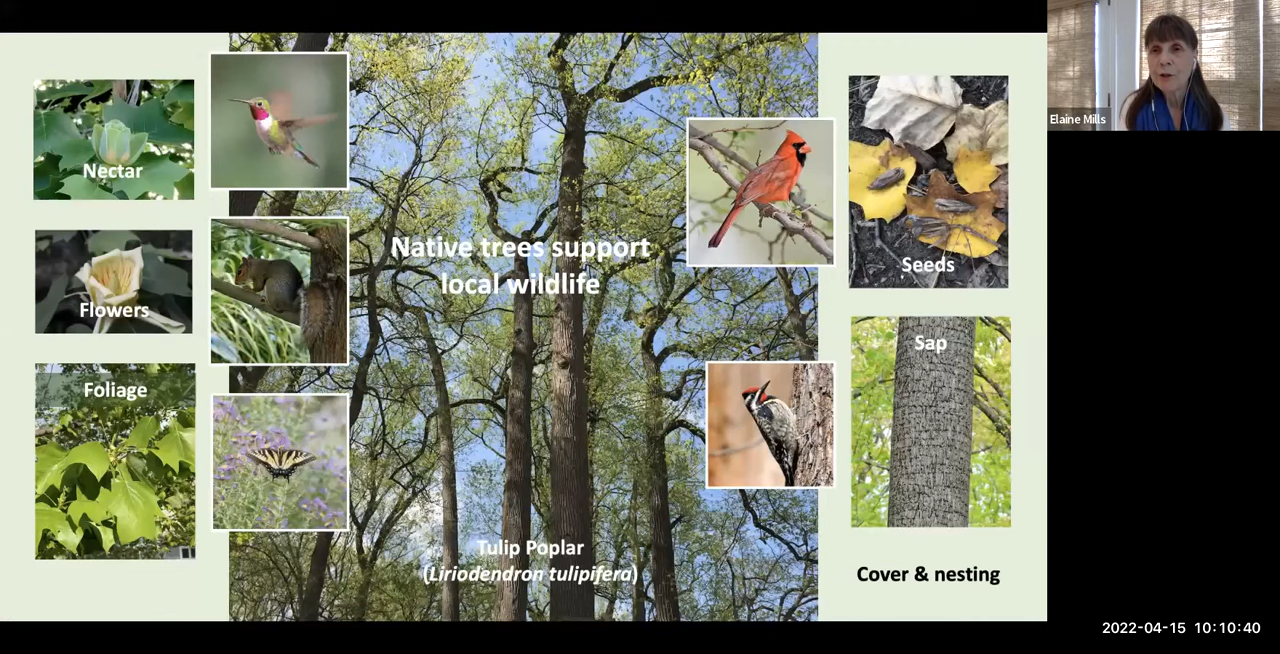 Nectar
Flowers
Foliage
Native trees support
local wildlife
Tulip Poplar
(Liriodendron tulipifera)
Seeds
Sap
Cover & nesting
Elaine Mills
2022-04-15 10:10:40